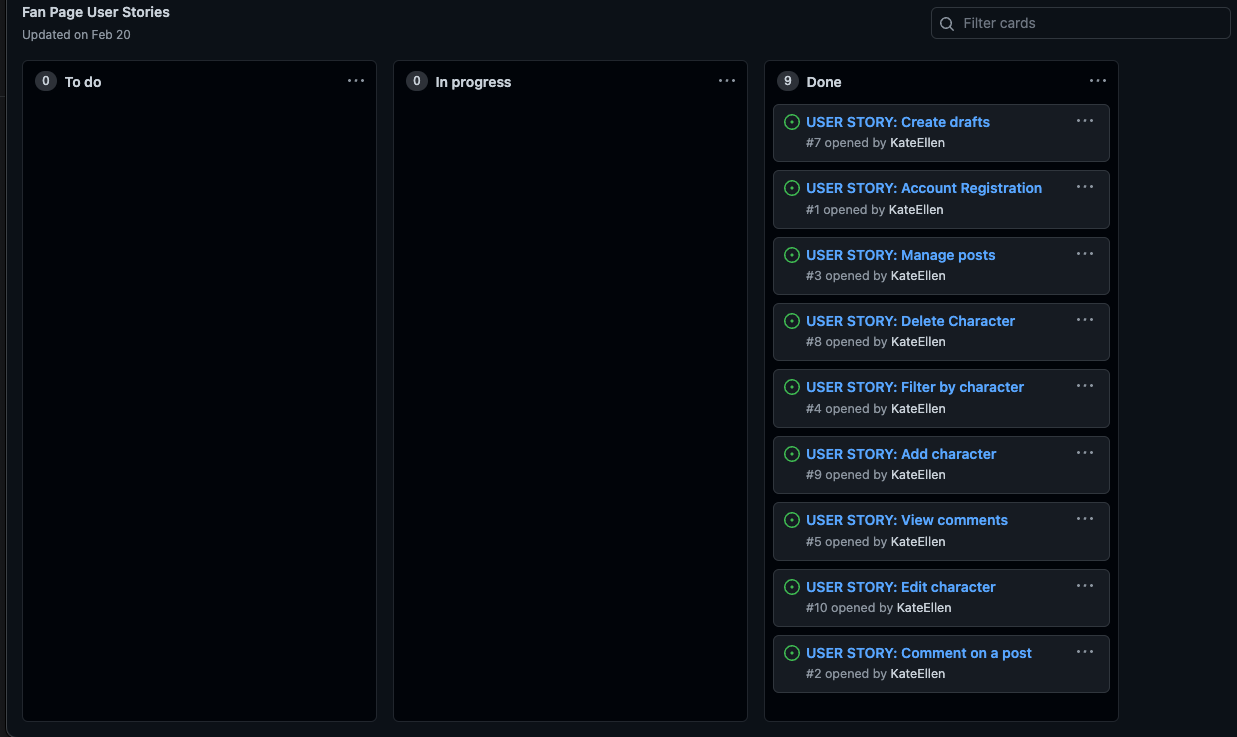 Fan Page User Stories
Updated on Feb 20
Filter cards
0 To do
0 In progress
9 Done
USER STORY: Create drafts
#7 opened by KateEllen
USER STORY: Account Registration
#1 opened by KateEllen
USER STORY: Manage posts
#3 opened by KateEllen
USER STORY: Delete Character
#8 opened by KateEllen
USER STORY: Filter by character
#4 opened by KateEllen
USER STORY: Add character
#9 opened by KateEllen
USER STORY: View comments
#5 opened by KateEllen
USER STORY: Edit character
#10 opened by KateEllen
USER STORY: Comment on a post
#2 opened by KateEllen